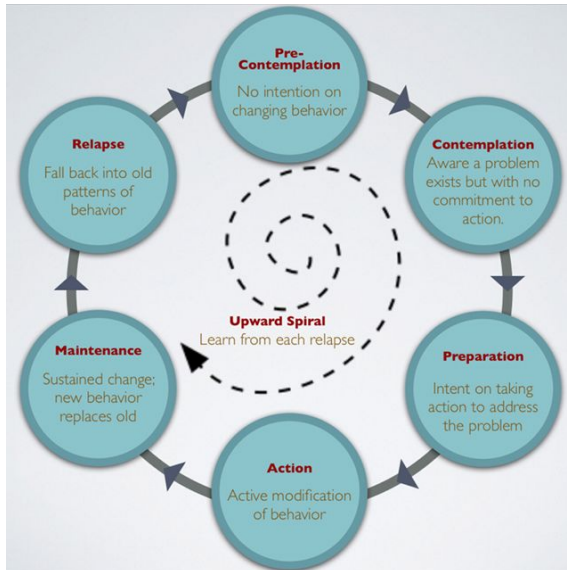 Pre-
Contemplation
No intention on
changing behavior
Contemplation
Aware a problem
exists but with no
commitment to
action.
Preparation
Intent on taking
action to address
the problem
Action
Active modification
of behavior
Maintenance
Sustained change;
new behavior
replaces old
Relapse
Fall back into old
patterns of
behavior
Upward Spiral
Learn from each relapse